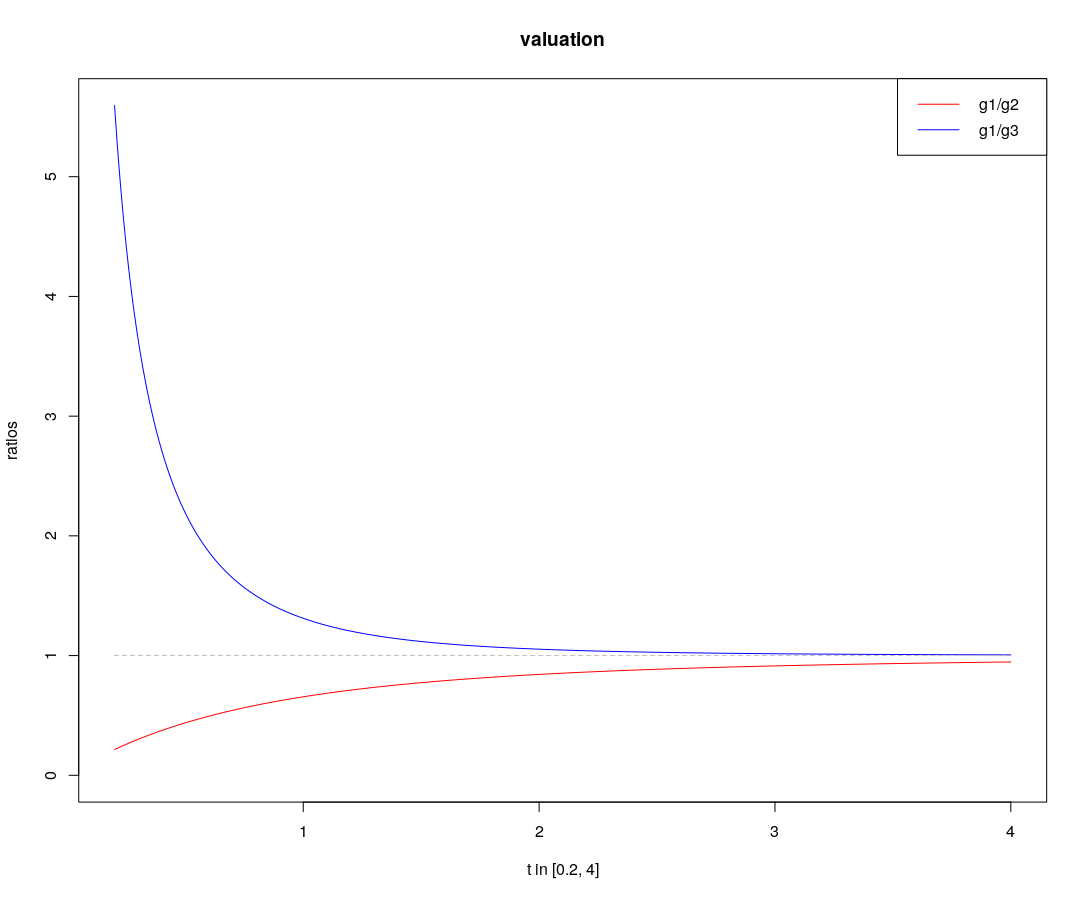 valuation
g1/g2
g1/g3
ratios
5
4
3
2
1
0
1
2
3
4
t in [0.2, 4]